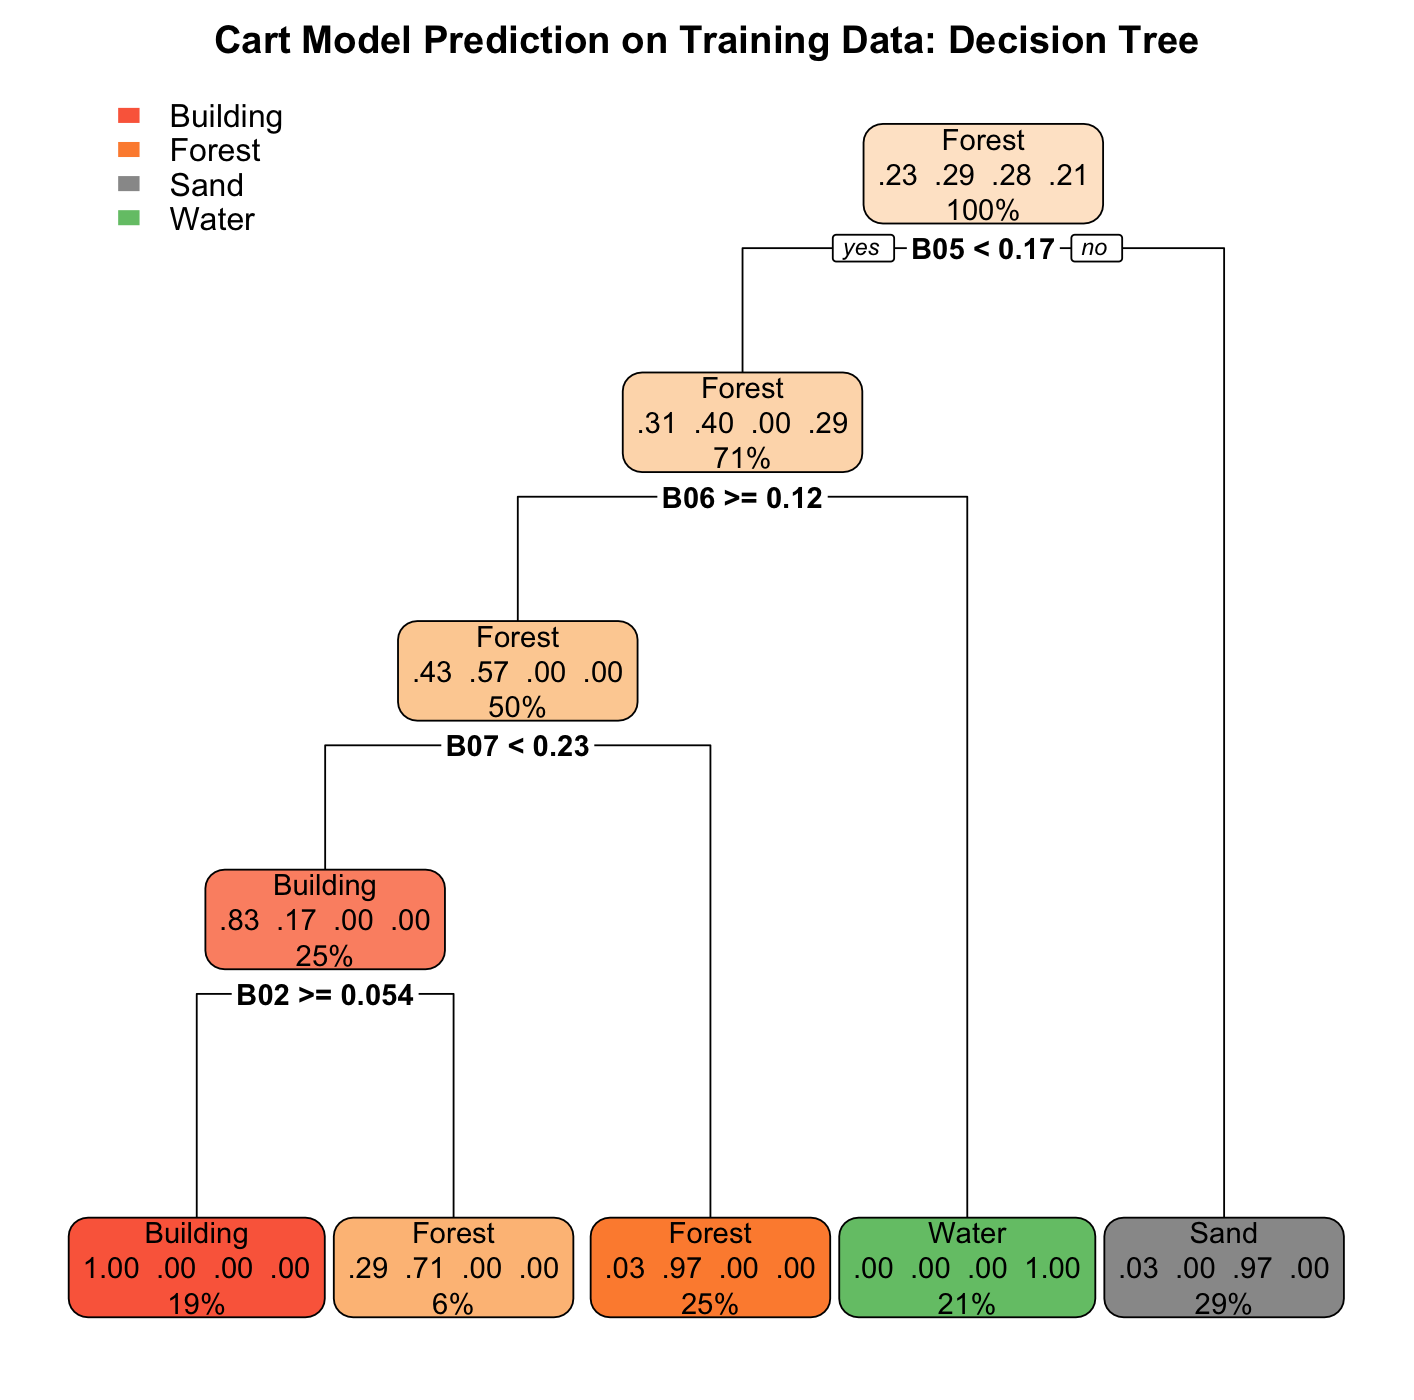 Cart Model Prediction on Training Data: Decision Tree
Building
Forest
Sand
Water
Forest
.23 .29 .28 .21
100%
yes B05 < 0.17 no
Forest
.31 .40 .00 .29
71%
B06 >= 0.12
Forest
.43 .57 .00 .00
50%
B07 < 0.23
Building
.83 .17 .00 .00
25%
B02 >= 0.054
Building
1.00 .00 .00 .00
19%
Forest
.29 .71 .00 .00
6%
Forest
.03 .97 .00 .00
25%
Water
.00 .00 .00 1.00
21%
Sand
.03 .00 .97 .00
29%